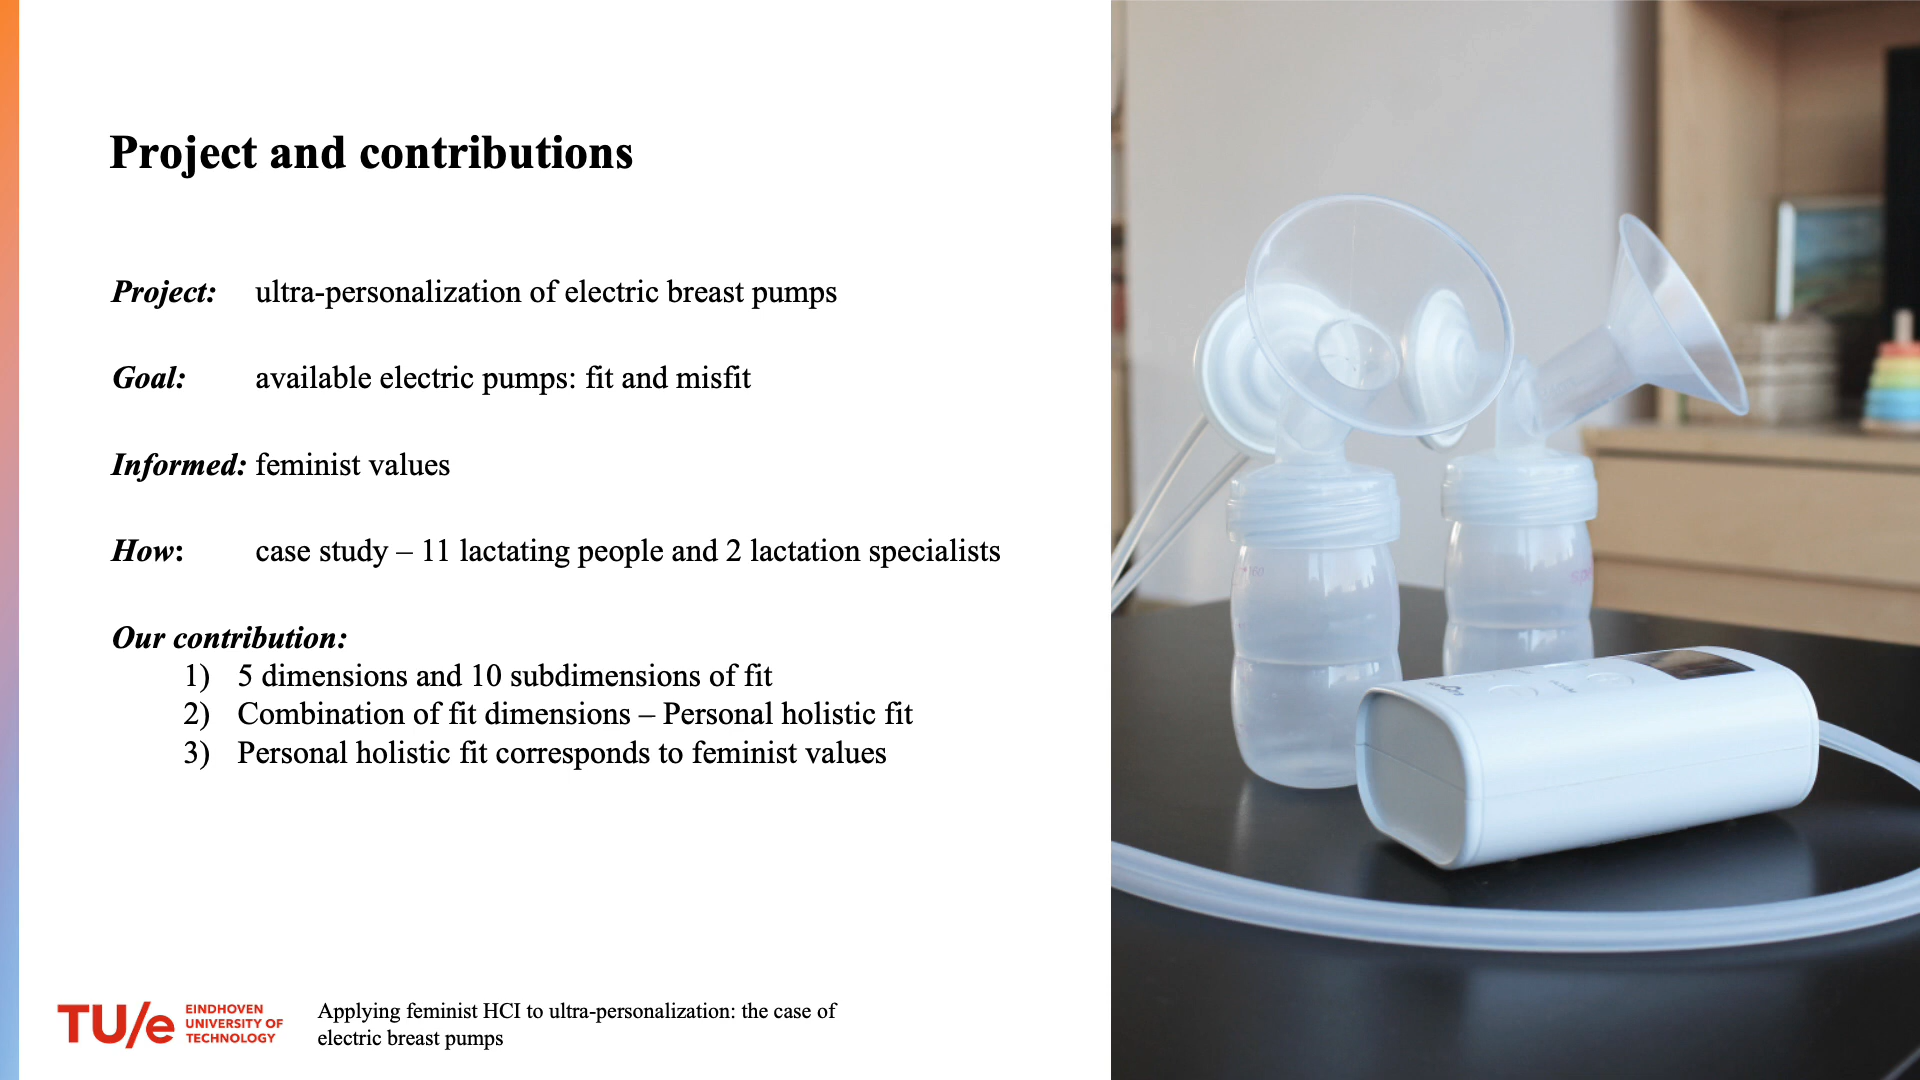 Project and contributions
Project: ultra-personalization of electric breast pumps
Goal: available electric pumps: fit and misfit
Informed: feminist values
How: case study – 11 lactating people and 2 lactation specialists
Our contribution:
1) 5 dimensions and 10 subdimensions of fit
2) Combination of fit dimensions – Personal holistic fit
3) Personal holistic fit corresponds to feminist values
TU/e
EINDHOVEN
UNIVERSITY OF
TECHNOLOGY
Applying feminist HCI to ultra-personalization: the case of
electric breast pumps